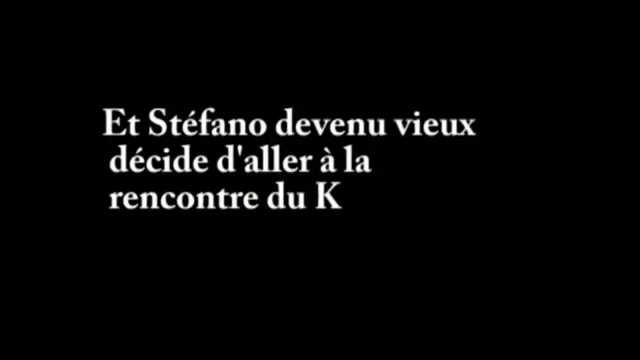 Et Stéfano devenu vieux
décide d'aller à la
rencontre du K